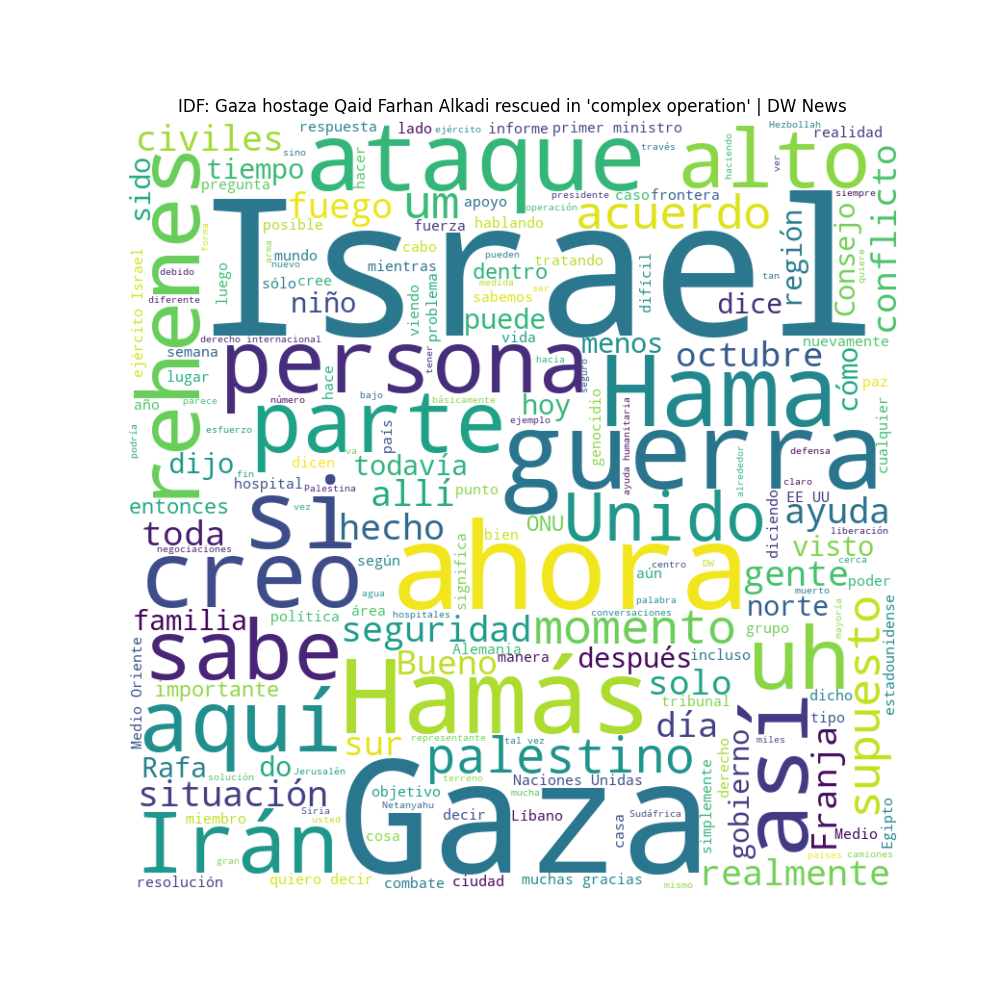 IDF: Gaza hostage Qaid Farhan Alkadi rescued in 'complex operation' | DW News
civiles
respuesta
lado
ejército
informe
primer ministro
través
Hezbollah
realidad
sido
rehenes
tiempo
sino
pregunta
hacer
ataque
alto
haciendo
ver
siempre
conflicto
forma
fuego
um
apoyo
presidente
caso
frontera
operación
acuerdo
posible
fuerza
hablando
región
Consejo
quiere
ejército Israel
debido
luego
arma
nuevo
mundo
Israel
cabo
mientras
pueden
dentro
tratando
difícil
tan
diferente
sólo
cree
medida
ser
sabemos
niño
viendo
problema
puede
dice
derecho internacional
vida
menos
nuevamente
semana
persona
tener
hacia
seguro
octubre
cómo
lugar
hace
bajo
Hama
paz
año
parece
número
básicamente
hoy
genocidio
ayuda humanitaria
cualquier
podría
esfuerzo
parte
país
ejemplo
guerra
alrededor
defensa
dijo
dicen
va
todavía
fin
hospital
Palestina
allí
punto
claro
EE UU
entonces
vez
si
Unido
ayuda
toda
hecho
ONU
bien
diciendo
liberación
negociaciones
visto
cerca
creo
según
ahora
significa
aún
centro
DW
gente
poder
agua
palabra
muerto
familia
política
área
hospitales
conversaciones
norte
mayoría
estadounidense
sabe
seguridad
momento
grupo
supuesto
Medio Oriente
Alemania
Bueno
manera
después
incluso
uh
importante
Hamás
solo
tribunal
dicho
aquí
día
gobiernó
así
tipo
sur
representante
miles
Rafa
do
tal vez
palestino
derecho
Franja
solución
Jerusalén
terreno
Naciones Unidas
situación
objetivo
mucha
simplemente
Siria
usted
Netanyahu
decir
Líbano
casa
Sudáfrica
Egipto
miembro
Irán
cosa
Gaza
Medio
gran
países
camiones
realmente
resolución
quiero decir
combate
ciudad
muchas gracias
mismo